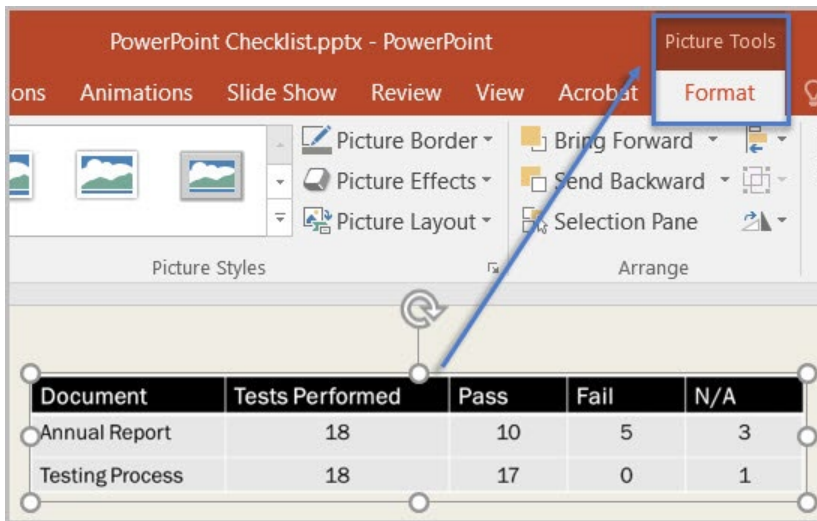 PowerPoint Checklist.pptx - PowerPoint
Picture Tools
ons Animations Slide Show Review View Acrobat Format
Picture Border
Bring Forward
Picture Effects
Send Backward
Picture Layout
Selection Pane
Picture Styles
Arrange
Document Tests Performed Pass Fail N/A
Annual Report 18 10 5 3
Testing Process 18 17 0 1